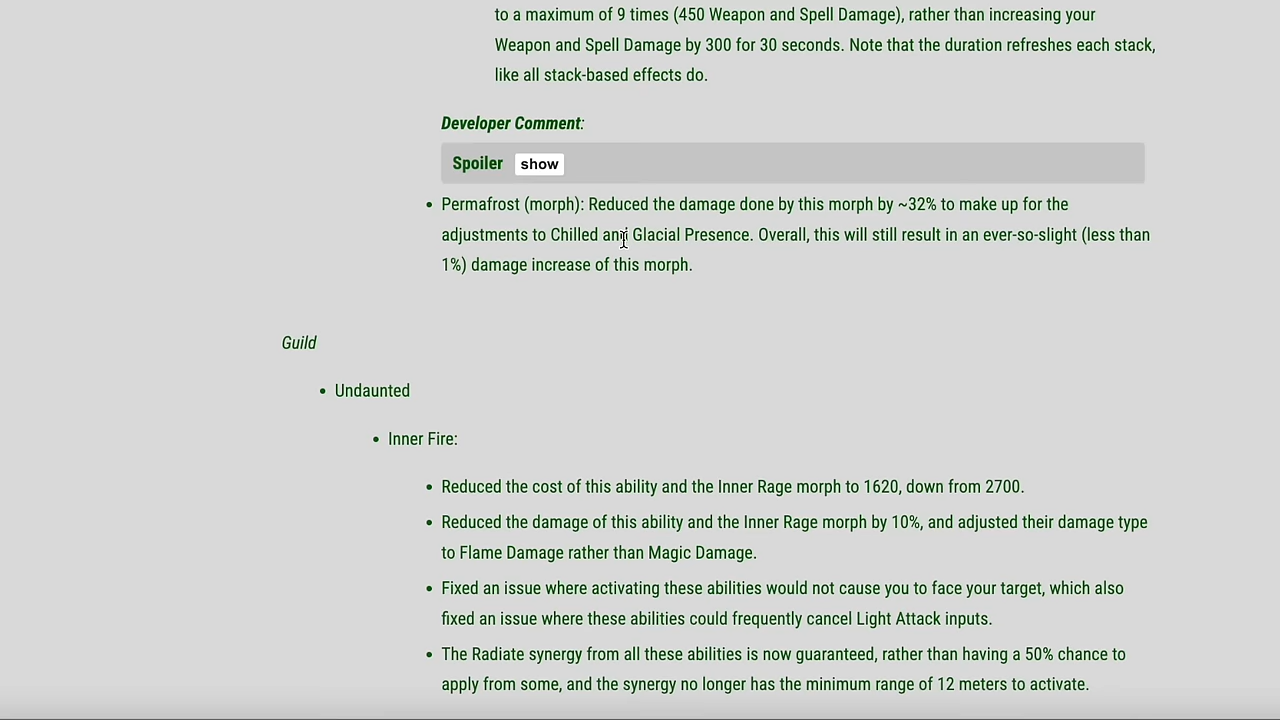 to a maximum of 9 times (450 Weapon and Spell Damage), rather than increasing your
Weapon and Spell Damage by 300 for 30 seconds. Note that the duration refreshes each stack,
like all stack-based effects do.
Developer Comment:
Spoiler show
• Permafrost (morph): Reduced the damage done by this morph by ~32% to make up for the
adjustments to Chilled and Glacial Presence. Overall, this will still result in an ever-so-slight (less than
1%) damage increase of this morph.
Guild
• Undaunted
• Inner Fire:
• Reduced the cost of this ability and the Inner Rage morph to 1620, down from 2700.
• Reduced the damage of this ability and the Inner Rage morph by 10%, and adjusted their damage type
to Flame Damage rather than Magic Damage.
• Fixed an issue where activating these abilities would not cause you to face your target, which also
fixed an issue where these abilities could frequently cancel Light Attack inputs.
• The Radiate synergy from all these abilities is now guaranteed, rather than having a 50% chance to
apply from some, and the synergy no longer has the minimum range of 12 meters to activate.